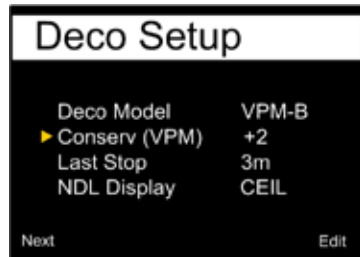 Deco Setup
Deco Model VPM-B
Conserv (VPM) +2
Last Stop 3m
NDL Display CEIL
Next Edit